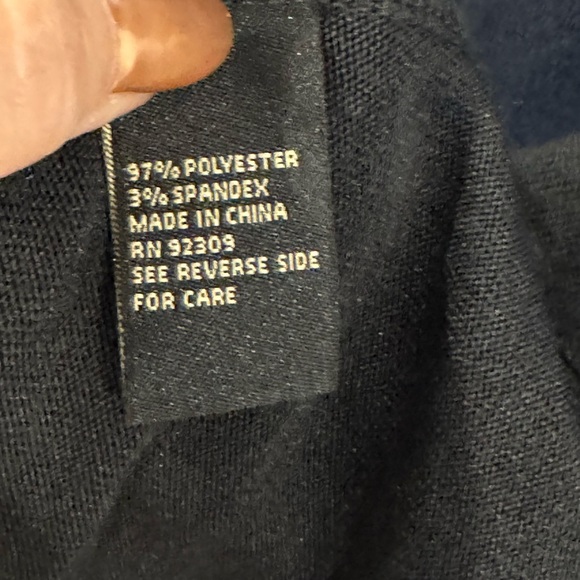 97% POLYESTER
3% SPANDEX
MADE IN CHINA
RN 92309
SEE REVERSE SIDE
FOR CARE